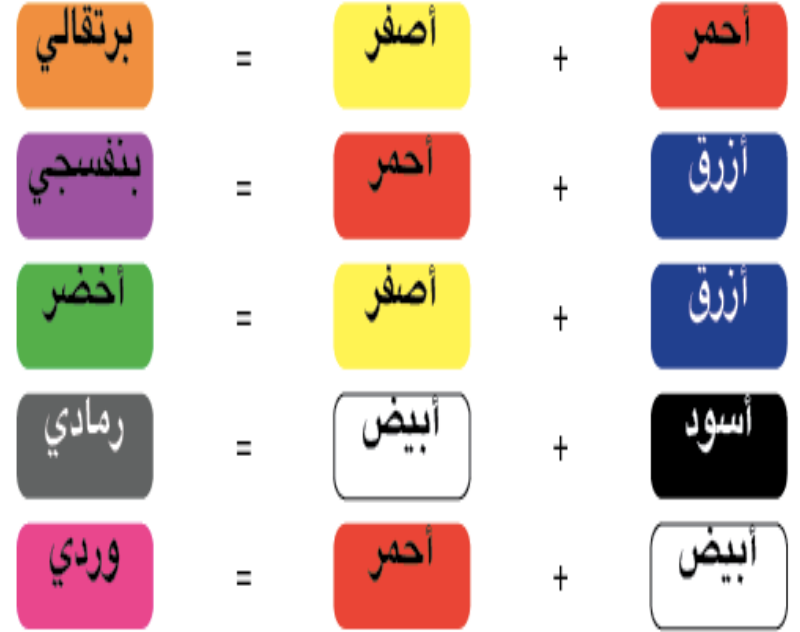 أحمر + أصفر = برتقالي
أزرق + أحمر = بنفسجي
أزرق + أصفر = أخضر
أسود + أبيض = رمادي
أبيض + أحمر = وردي